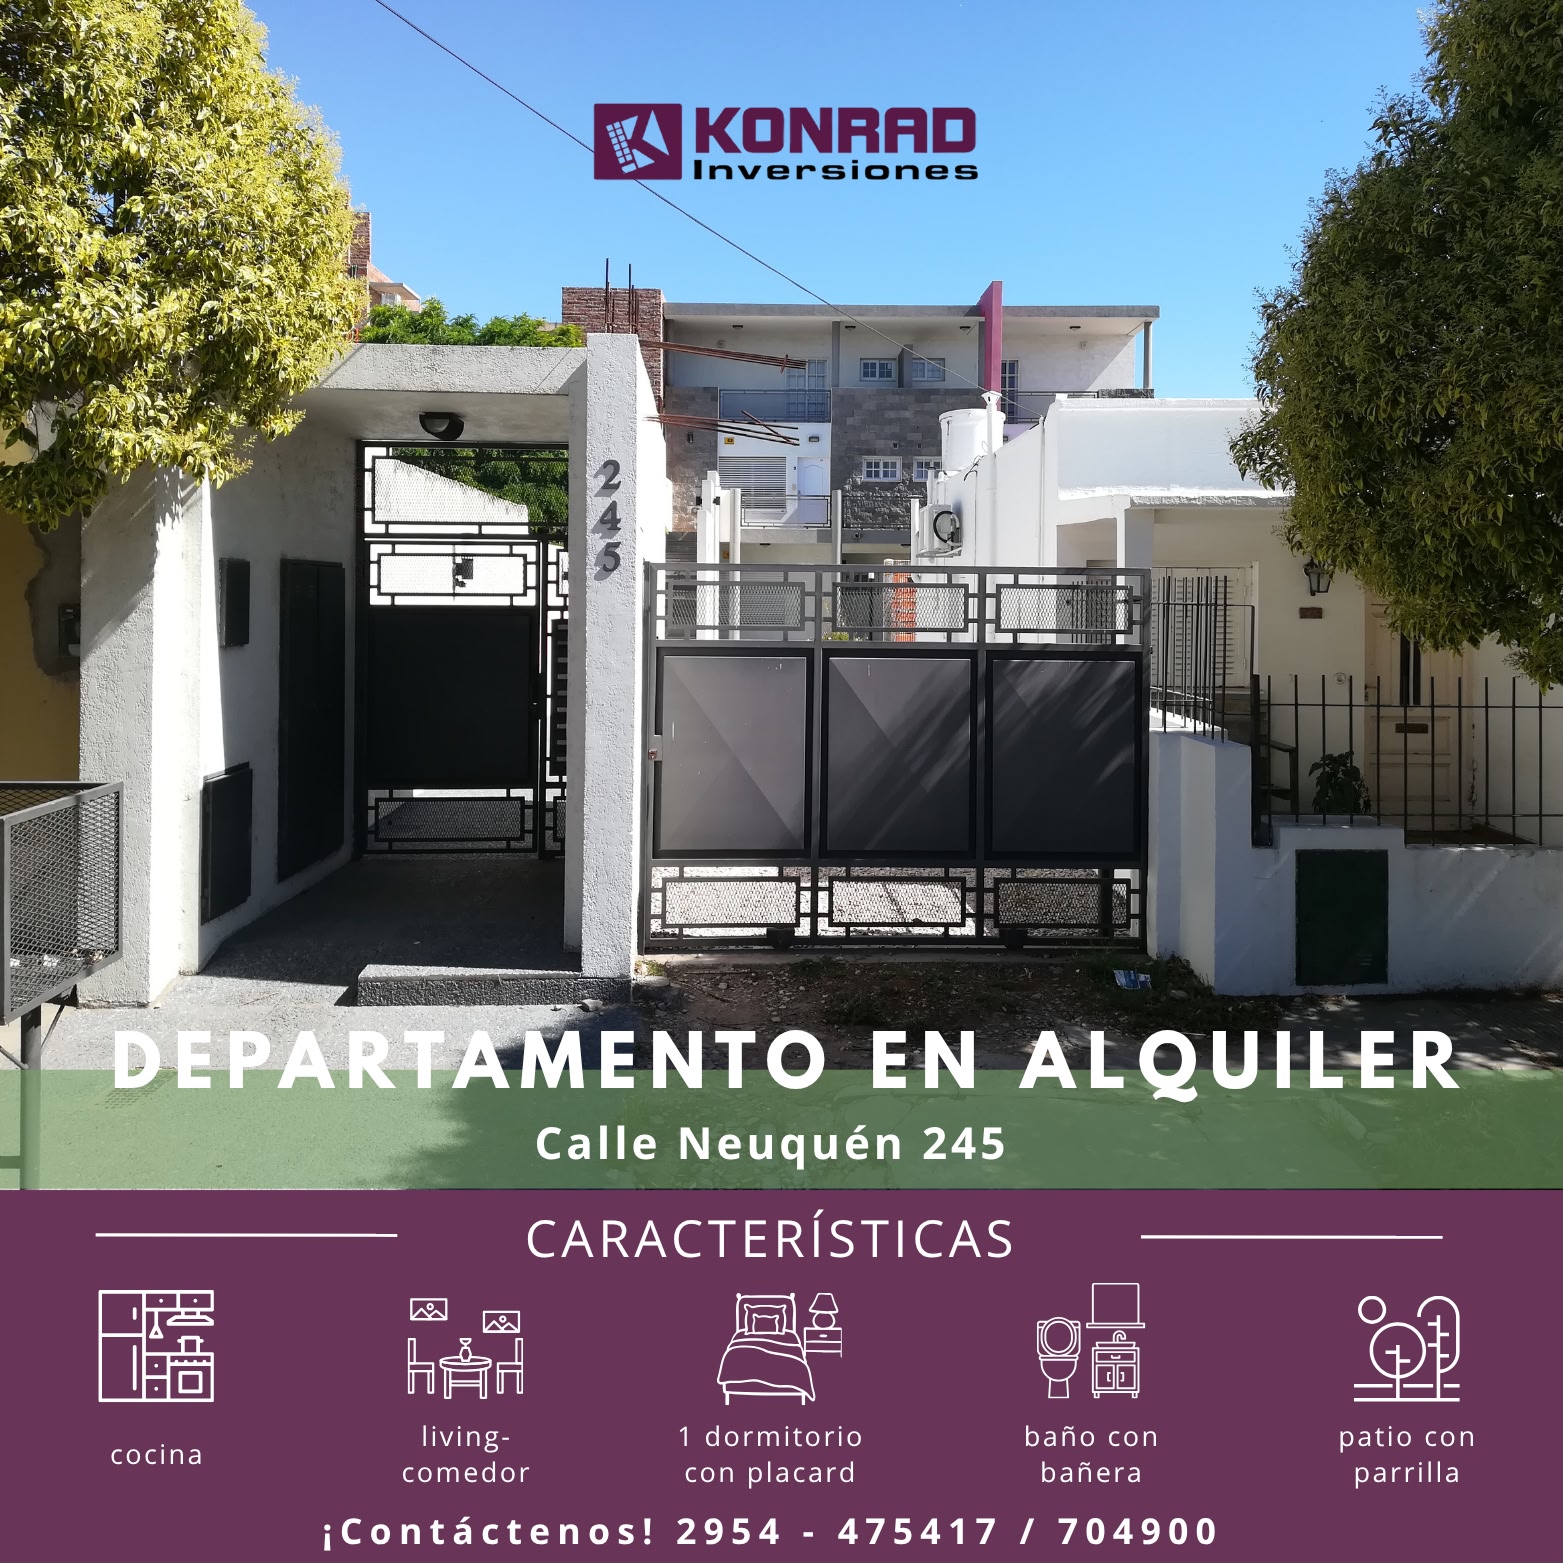 KONRAD
Inversiones
245
DEPARTAMENTO EN ALQUILER
Calle Neuquén 245
CARACTERÍSTICAS
cocina
living-
comedor
1 dormitorio
con placard
baño con
bañera
patio con
parrilla
¡Contáctenos! 2954 - 475417 / 704900